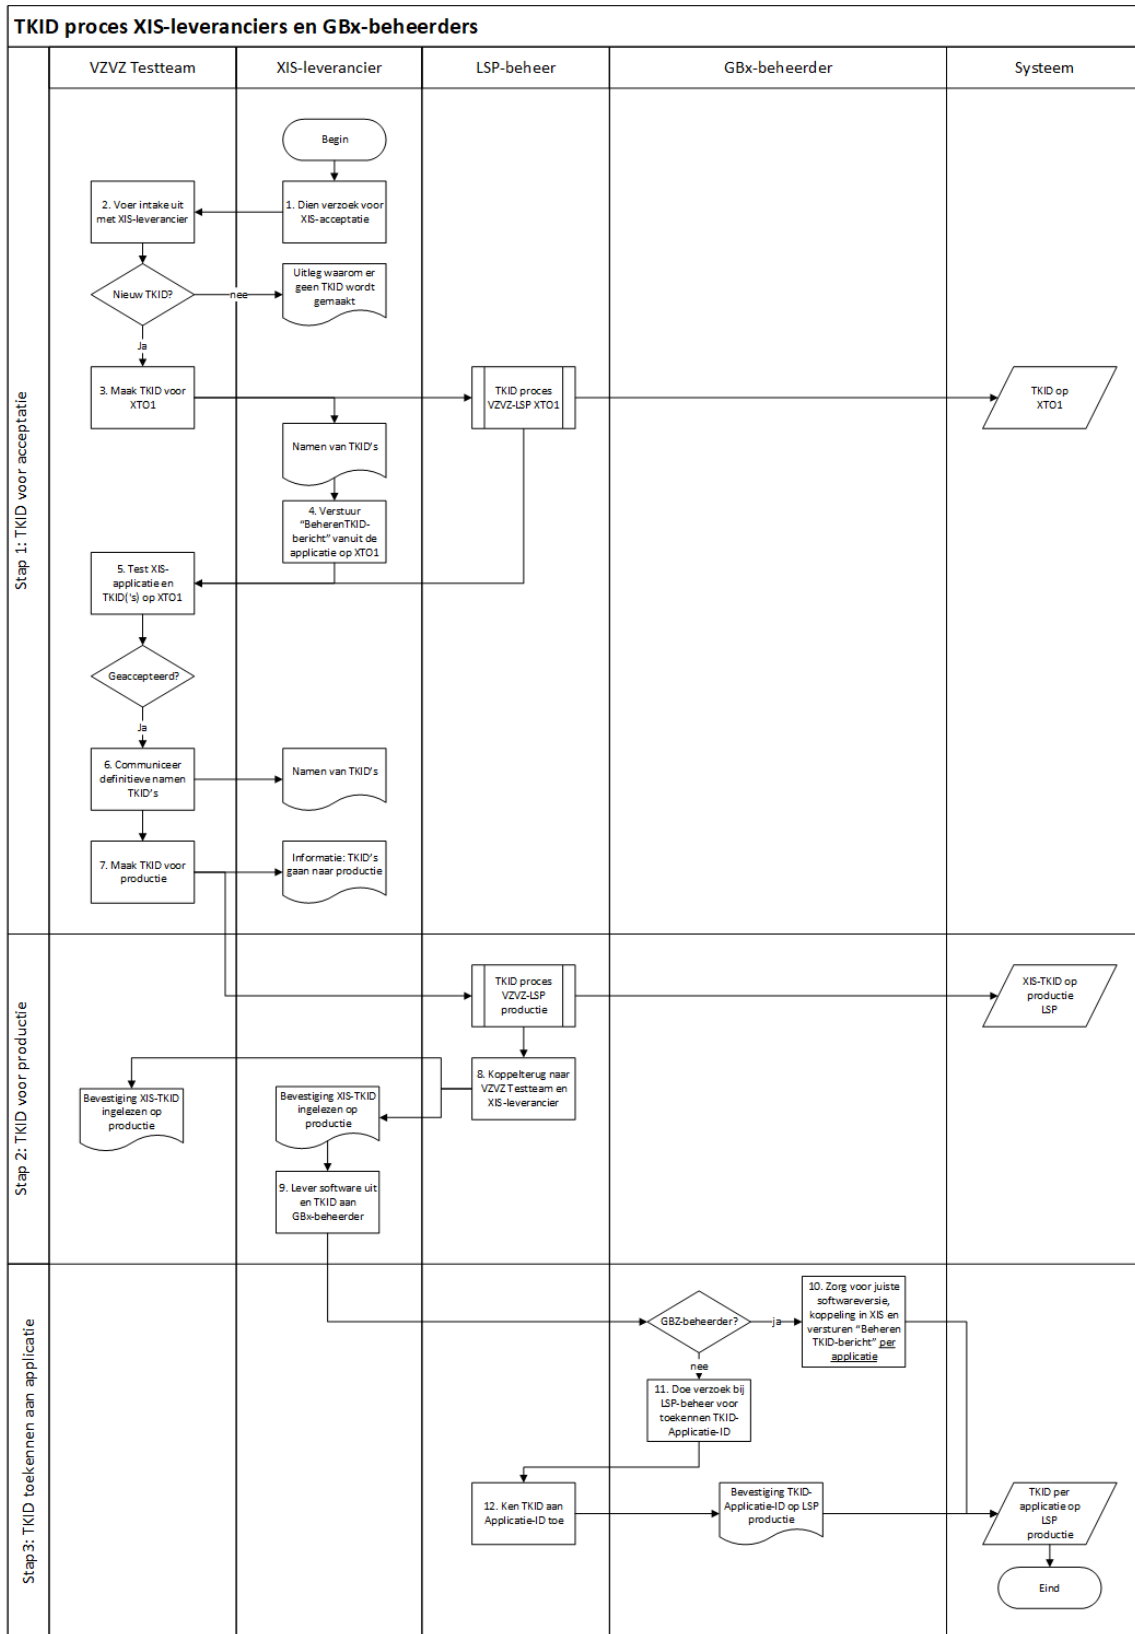 TKID proces XIS-leveranciers en GBx-beheerders
VZVZ Testteam
XIS-leverancier
LSP-beheer
GBx-beheerder
Systeem
Stap 1: TKID voor acceptatie
Begin
1. Dien verzoek voor
XIS-acceptatie
2. Voer intake uit
met XIS-leverancier
Nieuw TKID?
nee
Uitleg waarom er
geen TKID wordt
gemaakt
Ja
3. Maak TKID voor
XTO1
TKID proces
VZVZ-LSP XTO1
TKID op
XTO1
Namen van TKID's
4. Verstuur
“BeherenTKID-
bericht” vanuit de
applicatie op XTO1
5. Test XIS-
applicatie en
TKID('s) op XTO1
Geaccepteerd?
Ja
6. Communiceer
definitieve namen
TKID's
Namen van TKID's
7. Maak TKID voor
productie
Informatie: TKID's
gaan naar productie
Stap 2: TKID voor productie
TKID proces
VZVZ-LSP
productie
XIS-TKID op
productie
LSP
8. Koppelterug naar
VZVZ Testteam en
XIS-leverancier
Bevestiging XIS-TKID
ingelezen op
productie
Bevestiging XIS-TKID
ingelezen op
productie
9. Lever software uit
en TKID aan
GBx-beheerder
Stap3: TKID toekennen aan applicatie
GBZ-beheerder?
ja
10. Zorg voor juiste
softwareversie,
koppeling in XIS en
versturen “Beheren
TKID-bericht” per
applicatie
nee
11. Doe verzoek bij
LSP-beheer voor
toekennen TKID-
Applicatie-ID
12. Ken TKID aan
Applicatie-ID toe
Bevestiging TKID-
Applicatie-ID op LSP
productie
TKID per
applicatie op
LSP
productie
Eind